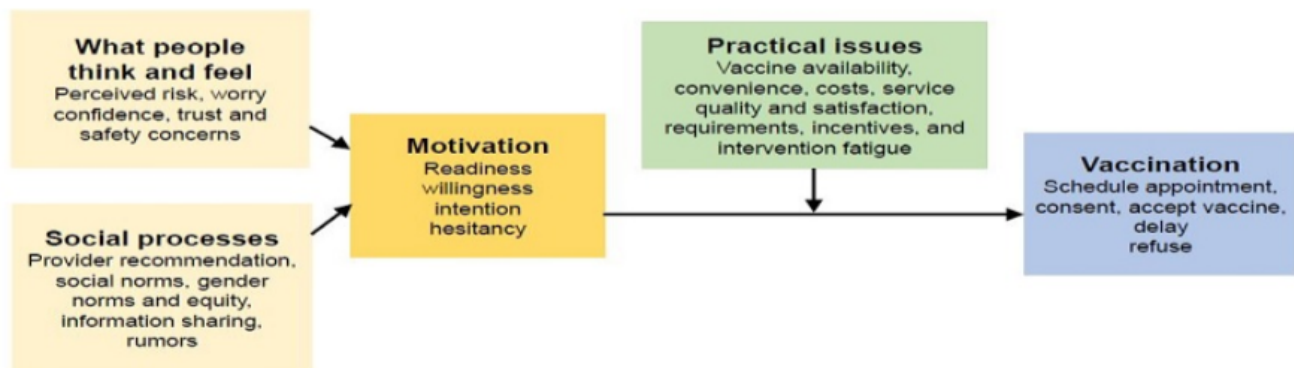 What people
think and feel
Perceived risk, worry
confidence, trust and
safety concerns
Social processes
Provider recommendation,
social norms, gender
norms and equity,
information sharing,
rumors
Motivation
Readiness
willingness
intention
hesitancy
Practical issues
Vaccine availability,
convenience, costs, service
quality and satisfaction,
requirements, incentives, and
intervention fatigue
Vaccination
Schedule appointment,
consent, accept vaccine,
delay
refuse